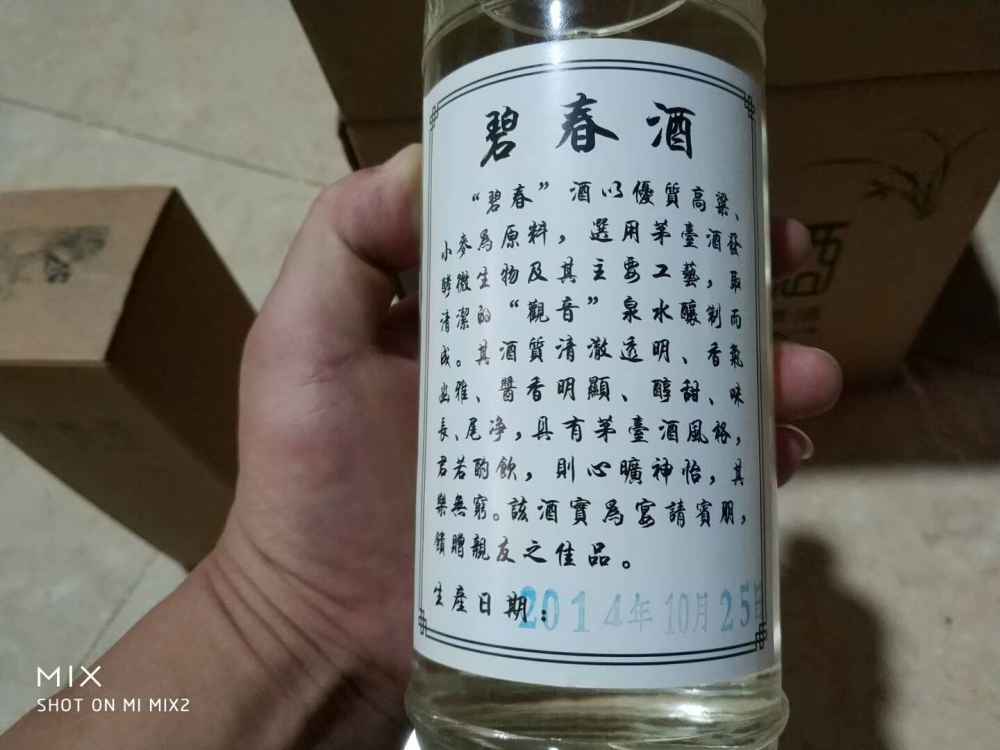 碧春酒
“碧春”酒以優質高粱、
小麥爲原料，選用茅臺酒發
酵微生物及其主要工藝，取
清潔的“觀音”泉水釀制而
成。其酒質清澈透明、香氣
幽雅、醬香明顯、醇甜、味
長、尾净，具有茅臺酒風格，
君若酌飲，則心曠神怡，其
樂無窮。該酒實爲宴請賓朋，
饋贈親友之佳品。
生産日期：2014年10月25日
MIX
SHOT ON MI MIX2